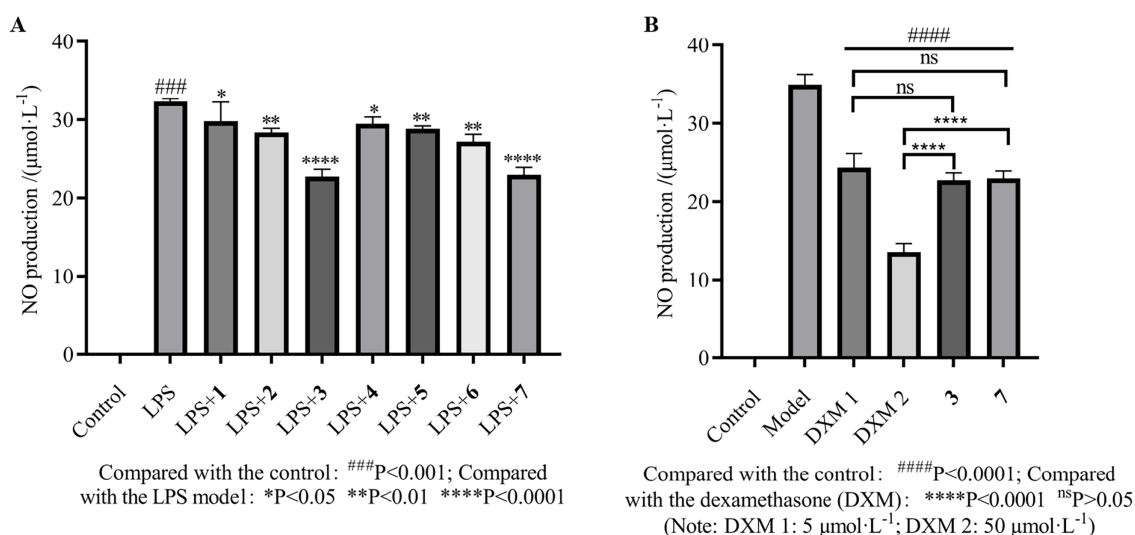 A
NO production /(μmol·L⁻¹)
40
30
20
10
0
###
*
**
****
*
**
**
****
Control
LPS
LPS+1
LPS+2
LPS+3
LPS+4
LPS+5
LPS+6
LPS+7
Compared with the control: ###P<0.001; Compared
with the LPS model: *P<0.05 **P<0.01 ****P<0.0001
B
NO production /(μmol·L⁻¹)
40
30
20
10
0
####
ns
ns
****
****
Control
Model
DXM 1
DXM 2
3
7
Compared with the control: ####P<0.0001; Compared
with the dexamethasone (DXM): ****P<0.0001 nsP>0.05
(Note: DXM 1: 5 μmol·L⁻¹; DXM 2: 50 μmol·L⁻¹)